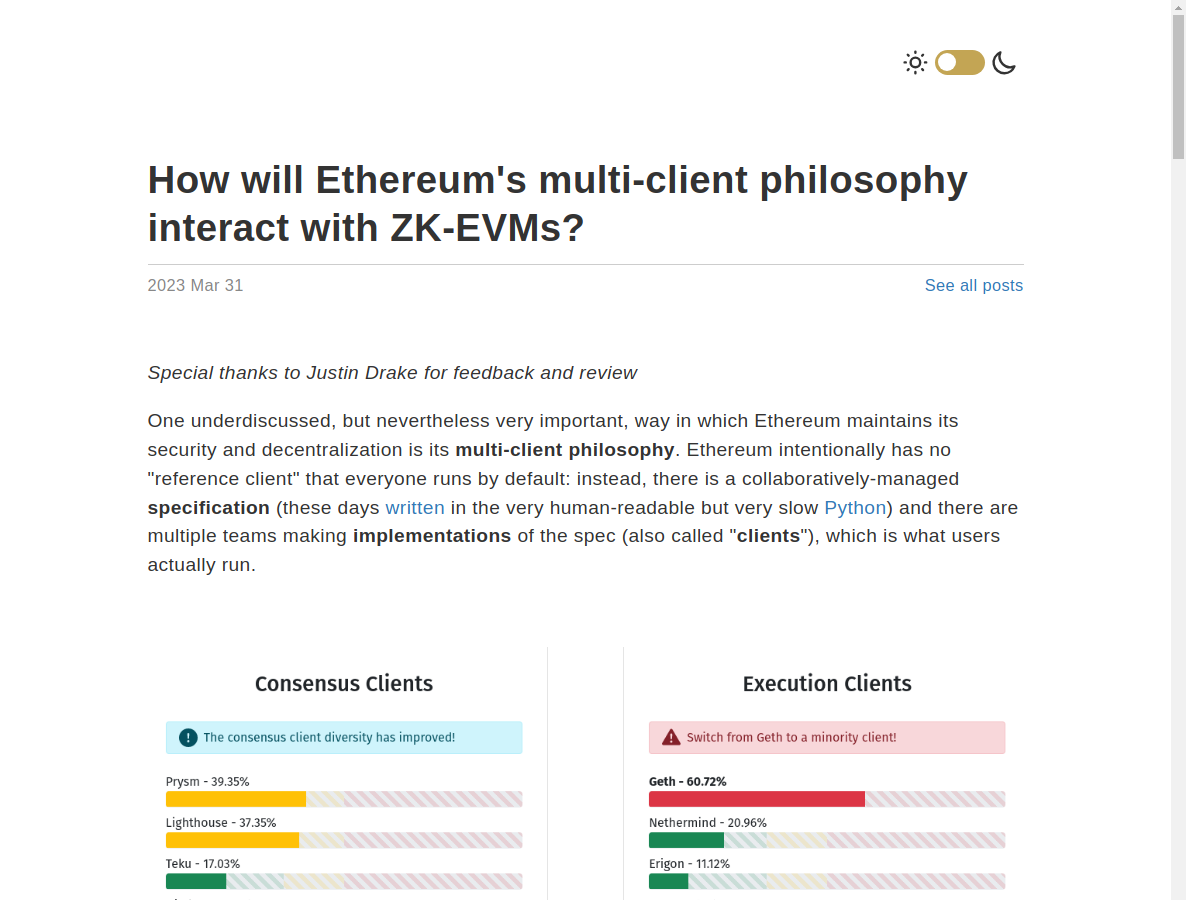 How will Ethereum's multi-client philosophy
interact with ZK-EVMs?
2023 Mar 31
See all posts
Special thanks to Justin Drake for feedback and review
One underdiscussed, but nevertheless very important, way in which Ethereum maintains its
security and decentralization is its multi-client philosophy. Ethereum intentionally has no
"reference client" that everyone runs by default: instead, there is a collaboratively-managed
specification (these days written in the very human-readable but very slow Python) and there are
multiple teams making implementations of the spec (also called "clients"), which is what users
actually run.
Consensus Clients
The consensus client diversity has improved!
Prysm - 39.35%
Lighthouse - 37.35%
Teku - 17.03%
Execution Clients
Switch from Geth to a minority client!
Geth - 60.72%
Nethermind - 20.96%
Erigon - 11.12%